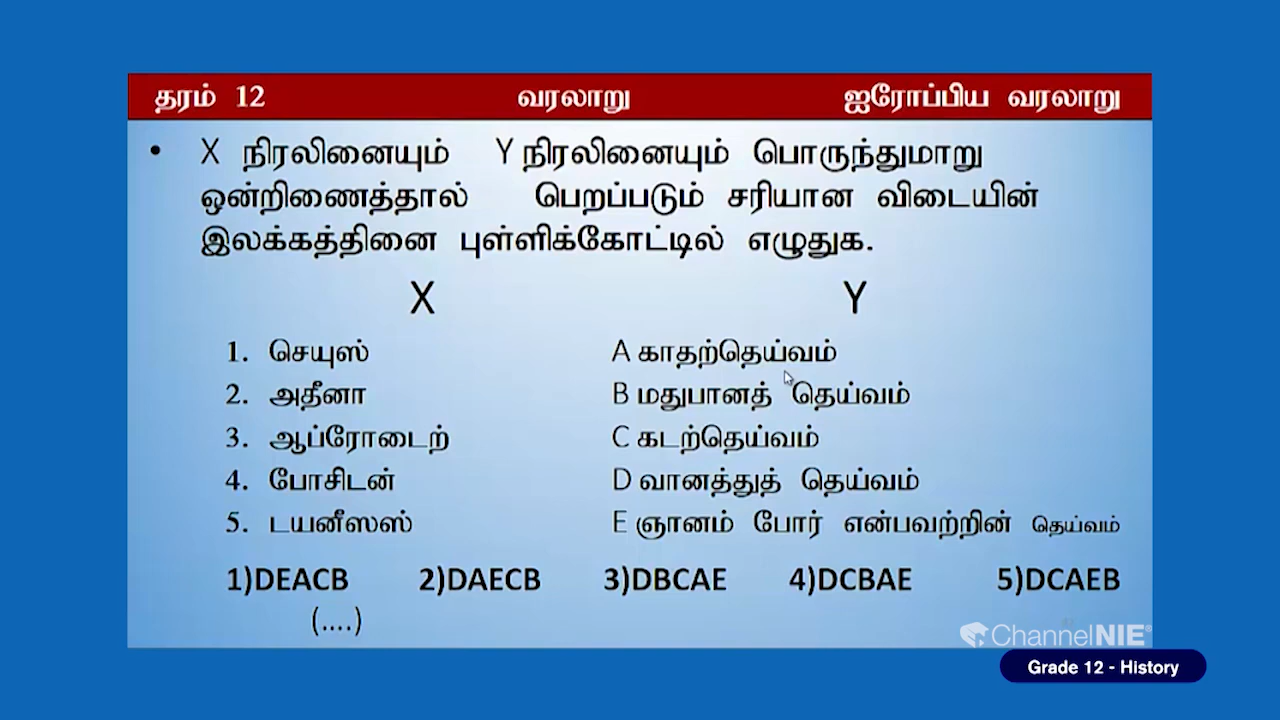 தரம் 12 வரலாறு ஐரோப்பிய வரலாறு
• X நிரலினையும் Y நிரலினையும் பொருந்துமாறு
ஒன்றிணைத்தால் பெறப்படும் சரியான விடையின்
இலக்கத்தினை புள்ளிக்கோட்டில் எழுதுக.
X Y
1. செயுஸ் A காதற்தெய்வம்
2. அதீனா B மதுபானத் தெய்வம்
3. ஆப்ரோடைற் C கடற்தெய்வம்
4. போசிடன் D வானத்துத் தெய்வம்
5. டயனீஸஸ் E ஞானம் போர் என்பவற்றின் தெய்வம்
1)DEACB 2)DAECB 3)DBCAE 4)DCBAE 5)DCAEB
(....)
ChannelNIE
Grade 12 - History